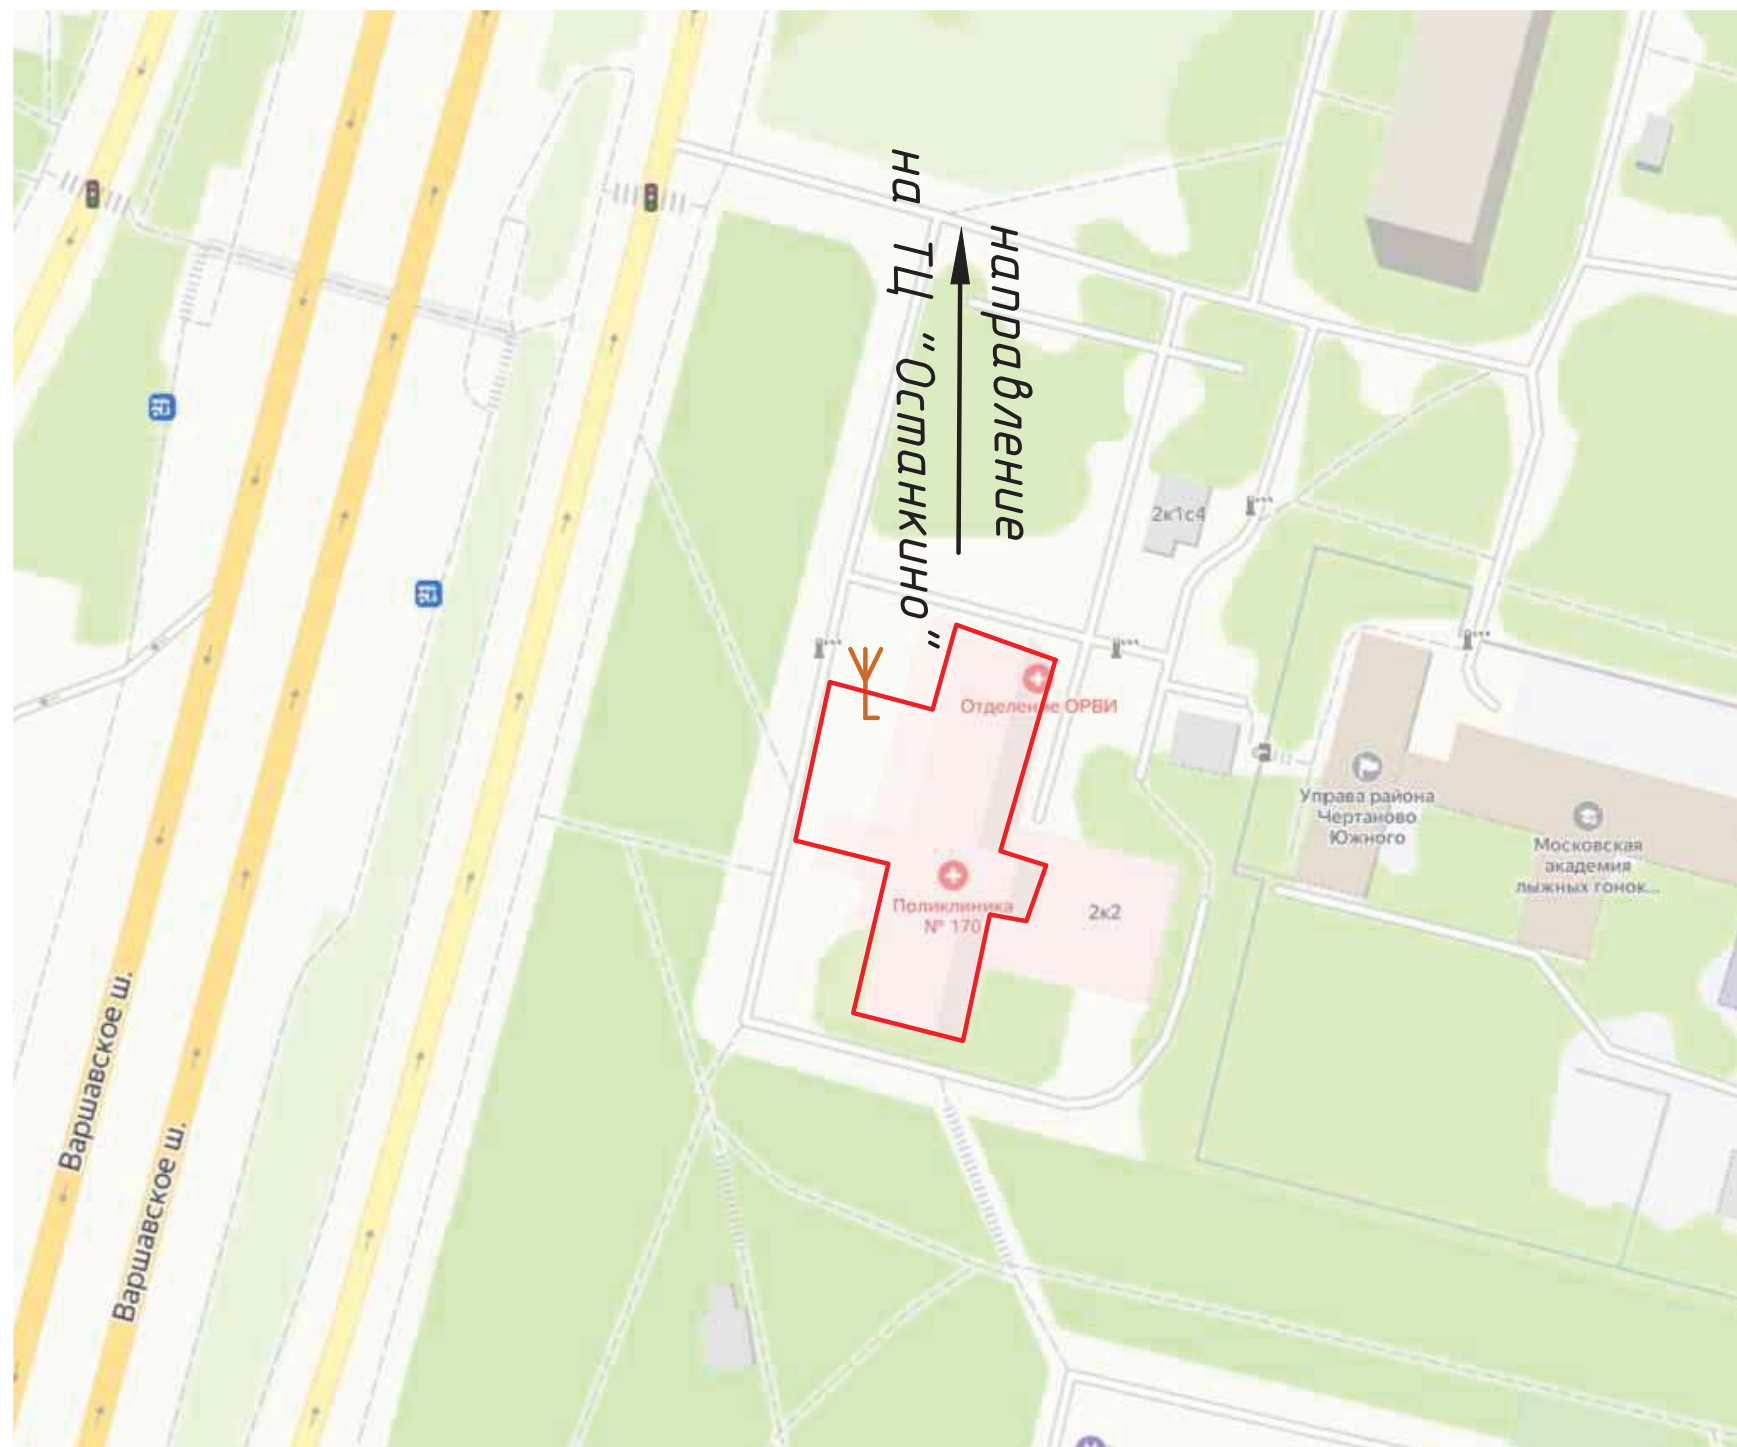 направление
на ТЦ "Останкино"
2к1с4
Отделение ОРВИ
Управа района
Чертаново
Южного
Московская
академия
лыжных гонок...
Поликлиника
№ 170
2к2
Варшавское ш.
Варшавское ш.